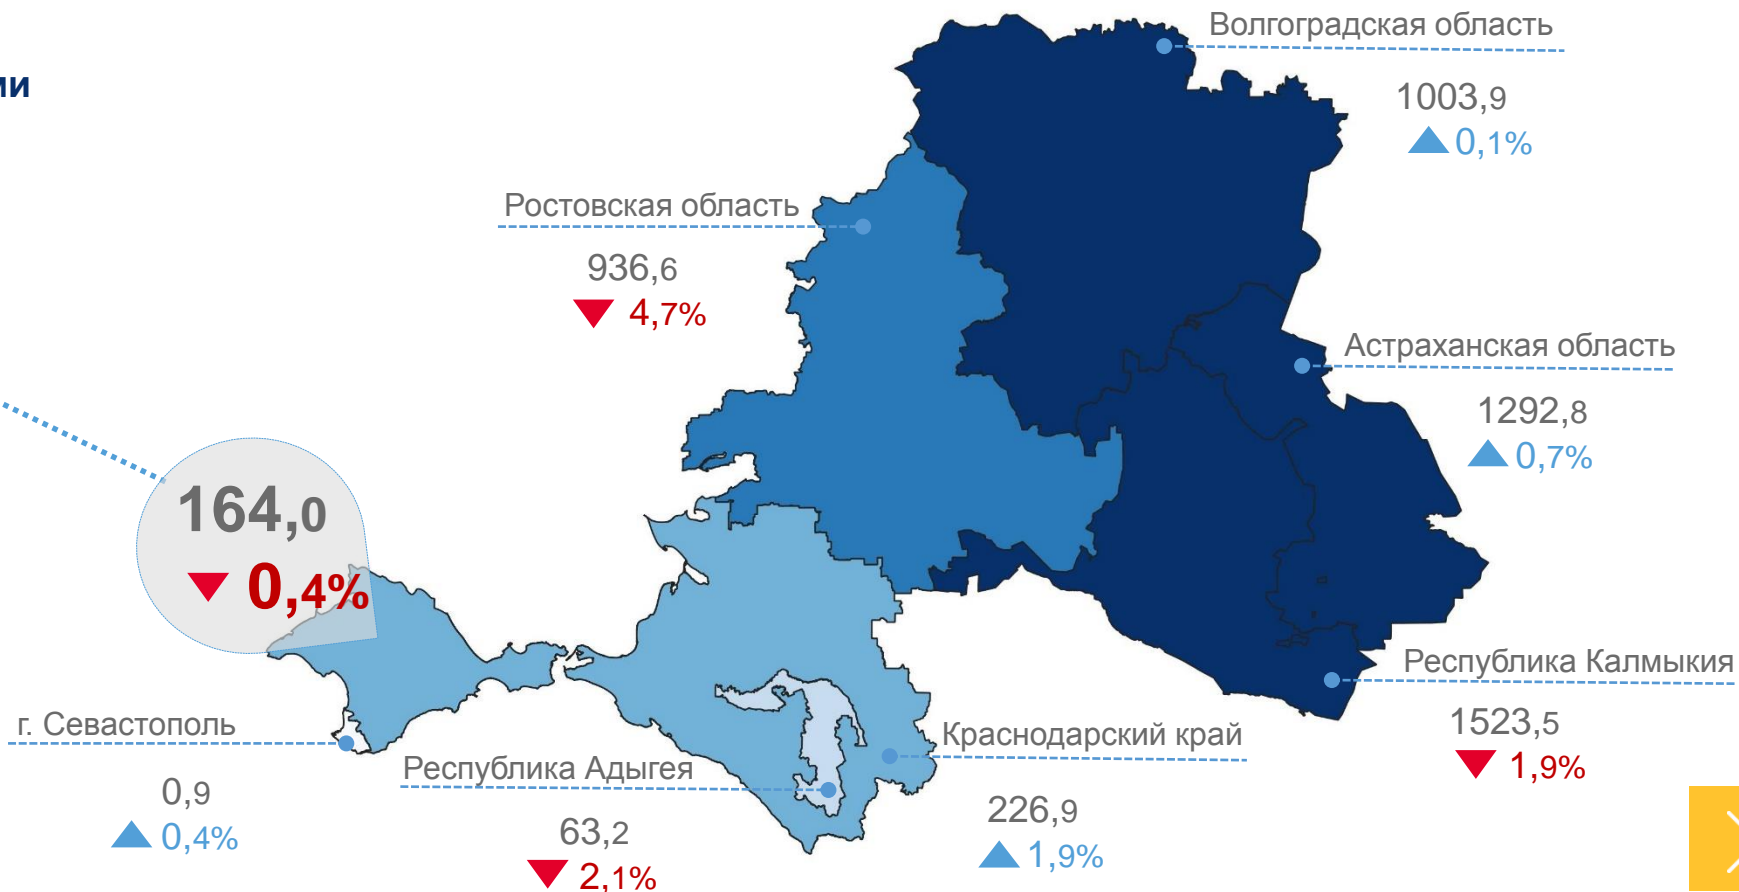 Волгоградская область
1003,9
0,1%
Ростовская область
936,6
4,7%
Астраханская область
1292,8
0,7%
164,0
0,4%
Республика Калмыкия
1523,5
1,9%
г. Севастополь
0,9
0,4%
Республика Адыгея
63,2
2,1%
Краснодарский край
226,9
1,9%